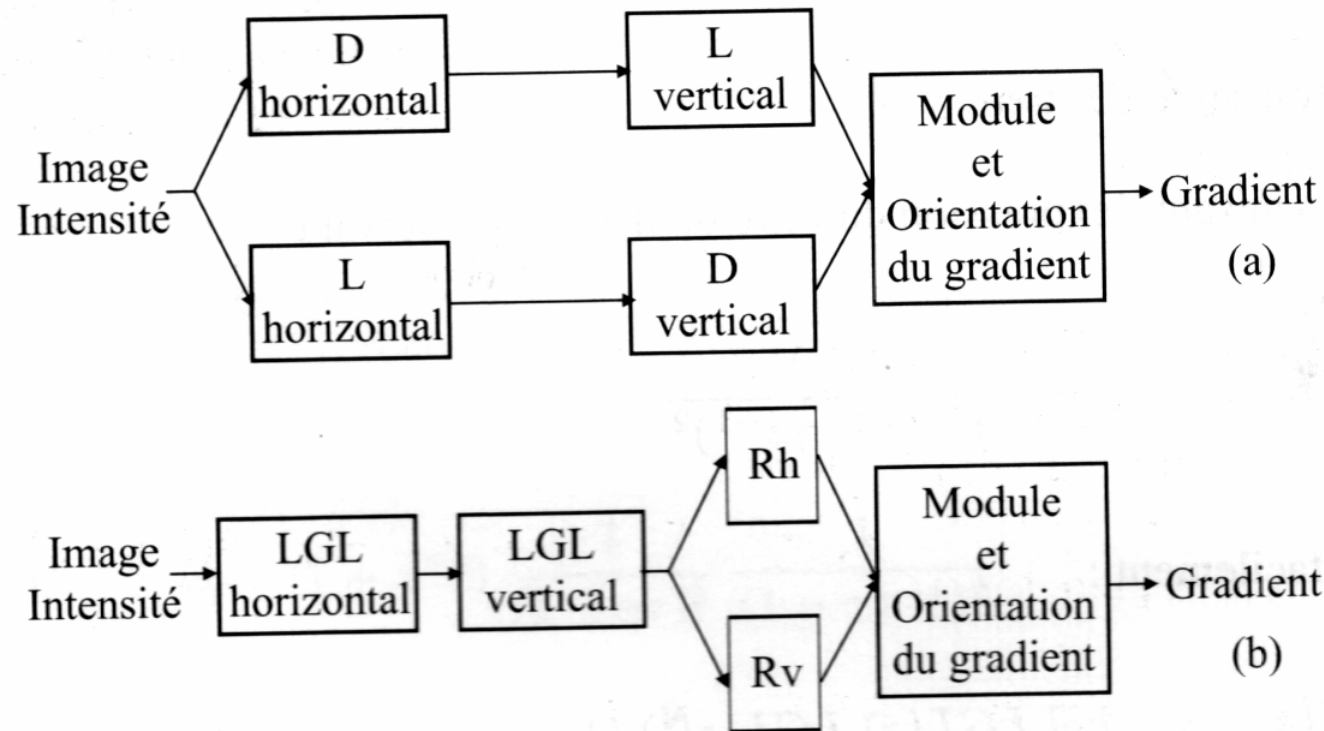 D
horizontal
L
vertical
Image
Intensité
L
horizontal
D
vertical
Module
et
Orientation
du gradient
Gradient
(a)
Image
Intensité
LGL
horizontal
LGL
vertical
Rh
Rv
Module
et
Orientation
du gradient
Gradient
(b)